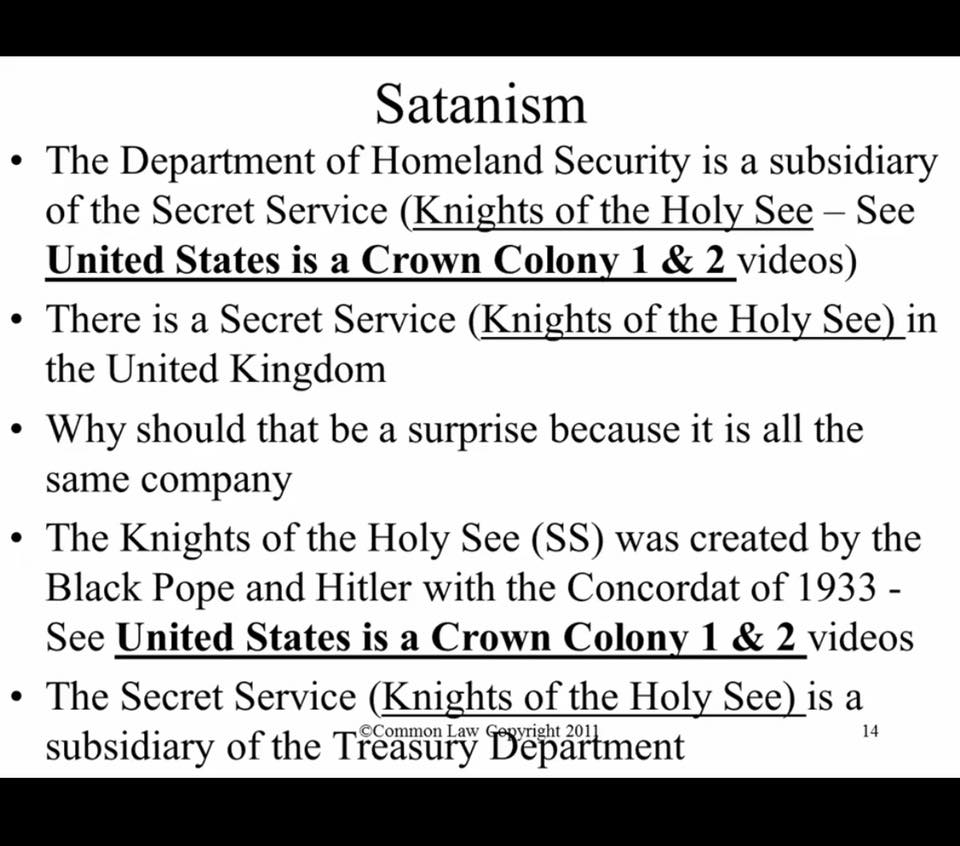 Satanism
• The Department of Homeland Security is a subsidiary
of the Secret Service (Knights of the Holy See – See
United States is a Crown Colony 1 & 2 videos)
• There is a Secret Service (Knights of the Holy See) in
the United Kingdom
• Why should that be a surprise because it is all the
same company
• The Knights of the Holy See (SS) was created by the
Black Pope and Hitler with the Concordat of 1933 -
See United States is a Crown Colony 1 & 2 videos
• The Secret Service (Knights of the Holy See) is a
subsidiary of the Treasury Department
©Common Law Copyright 2011
14